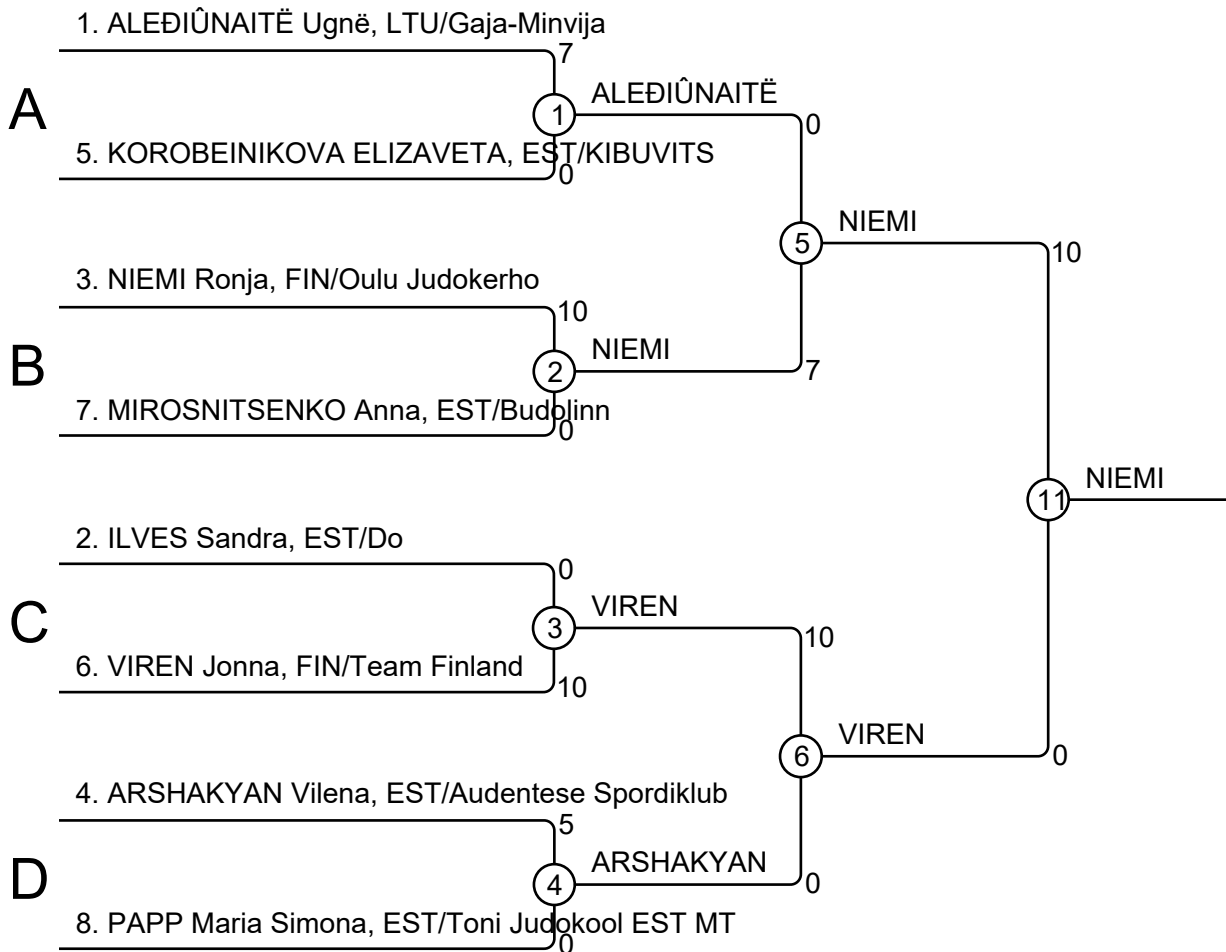 1. ALEÐIÛNAITË Ugnë, LTU/Gaja-Minvija
7
A
1
ALEÐIÛNAITË
0
5. KOROBEINIKOVA ELIZAVETA, EST/KIBUVITS
0
5
NIEMI
10
3. NIEMI Ronja, FIN/Oulu Judokerho
10
B
2
NIEMI
7
7. MIROSNITSENKO Anna, EST/Budolinn
0
11
NIEMI
2. ILVES Sandra, EST/Do
0
C
3
VIREN
10
6. VIREN Jonna, FIN/Team Finland
10
6
VIREN
0
4. ARSHAKYAN Vilena, EST/Audentese Spordiklub
5
D
4
ARSHAKYAN
0
8. PAPP Maria Simona, EST/Toni Judokool EST MT
0